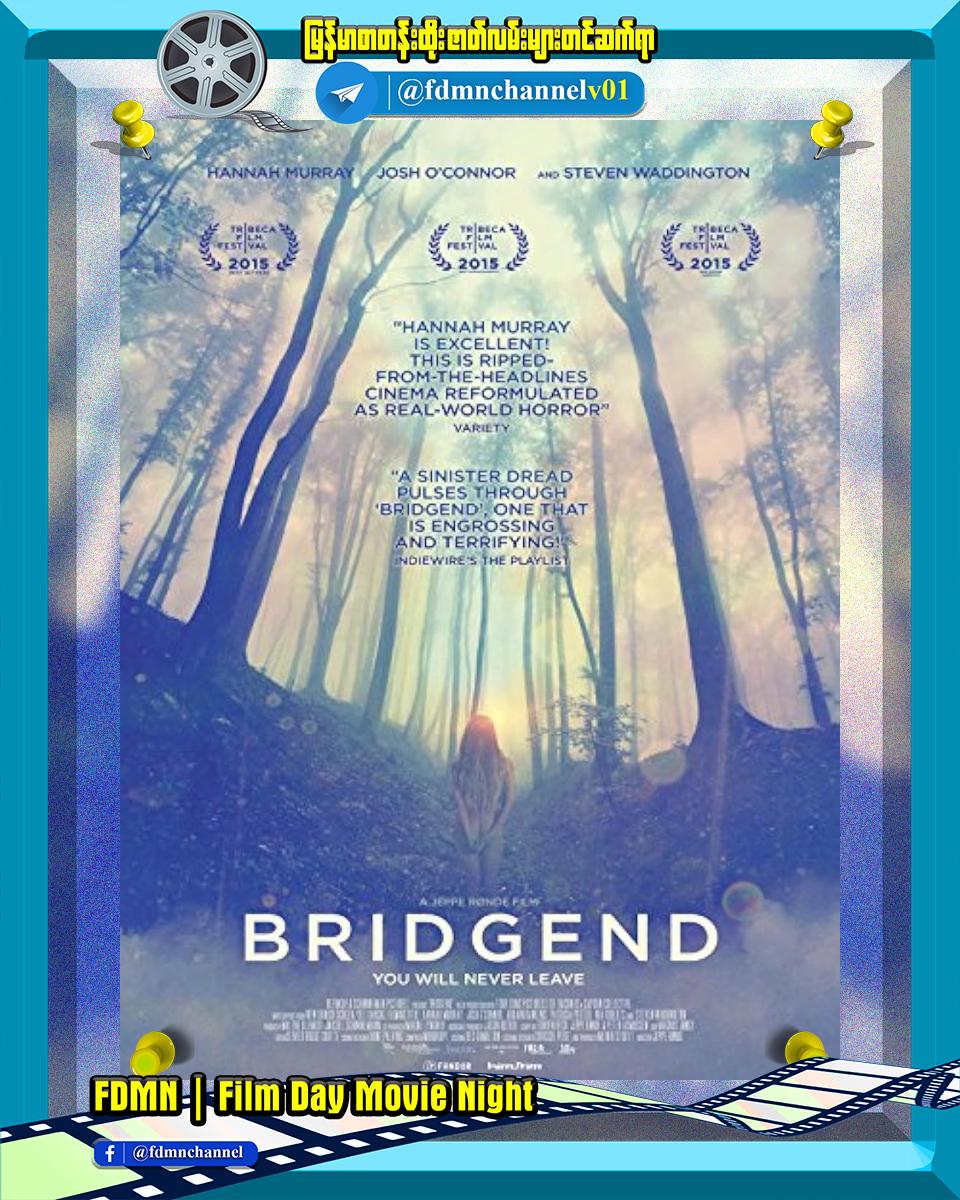 မြန်မာစာတန်းထိုးဇာတ်လမ်းများတင်ဆက်ရာ
@fdmnchannelv01
HANNAH MURRAY JOSH O'CONNOR AND STEVEN WADDINGTON
TRIBECA TRIBECA TRIBECA
FILM FILM FILM
FESTIVAL FESTIVAL FESTIVAL
2015 2015 2015
"HANNAH MURRAY
IS EXCELLENT!
THIS IS RIPPED-
FROM-THE-HEADLINES
CINEMA REFORMULATED
AS REAL-WORLD HORROR"
VARIETY
"A SINISTER DREAD
PULSES THROUGH
'BRIDGEND', ONE THAT
IS ENGROSSING
AND TERRIFYING!"
INDIEWIRE'S THE PLAYLIST
A JEPPE RØNDE FILM
BRIDGEND
YOU WILL NEVER LEAVE
FANDOR
FDMN | Film Day Movie Night
f @fdmnchannel